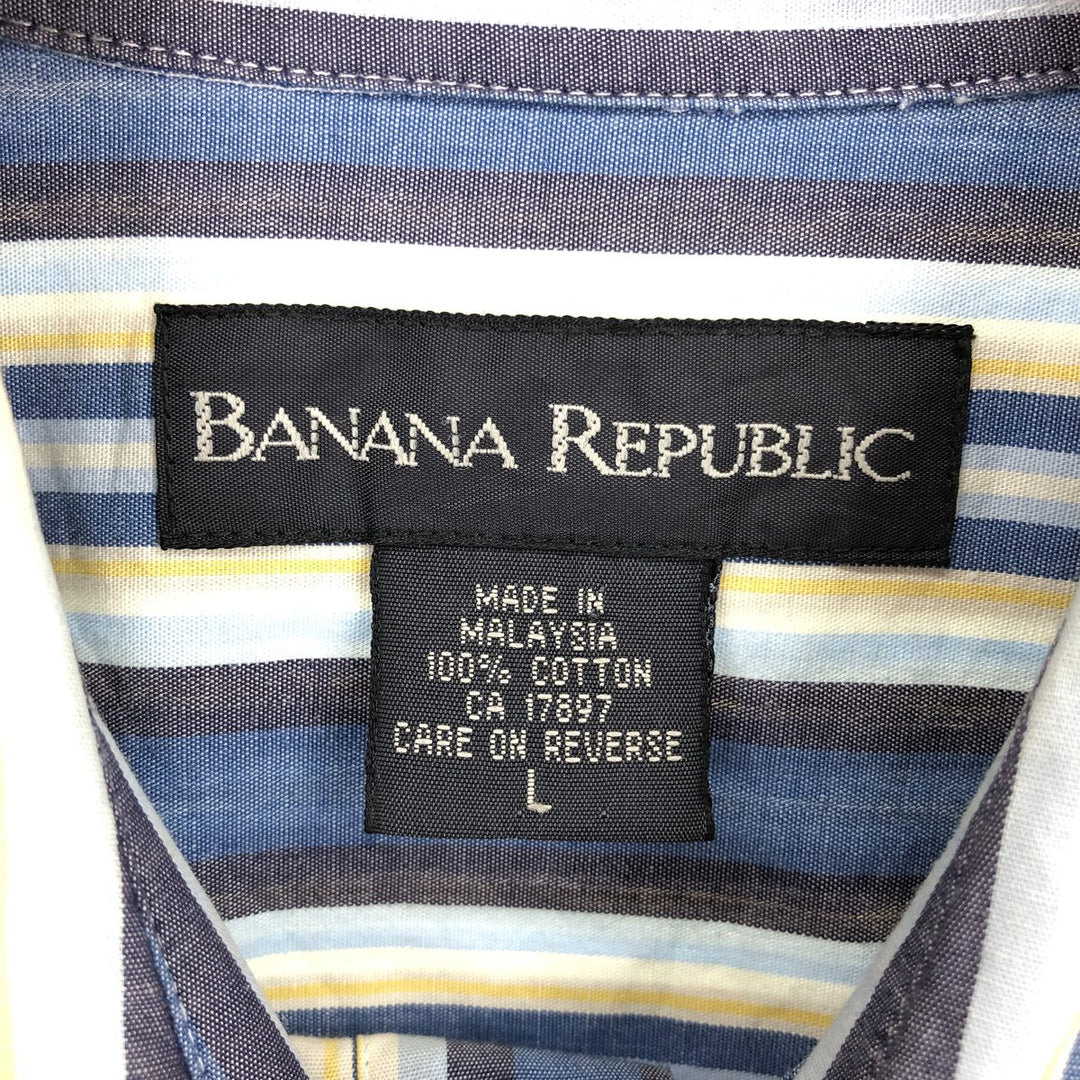 BANANA REPUBLIC
MADE IN
MALAYSIA
100% COTTON
CA 17897
CARE ON REVERSE
L